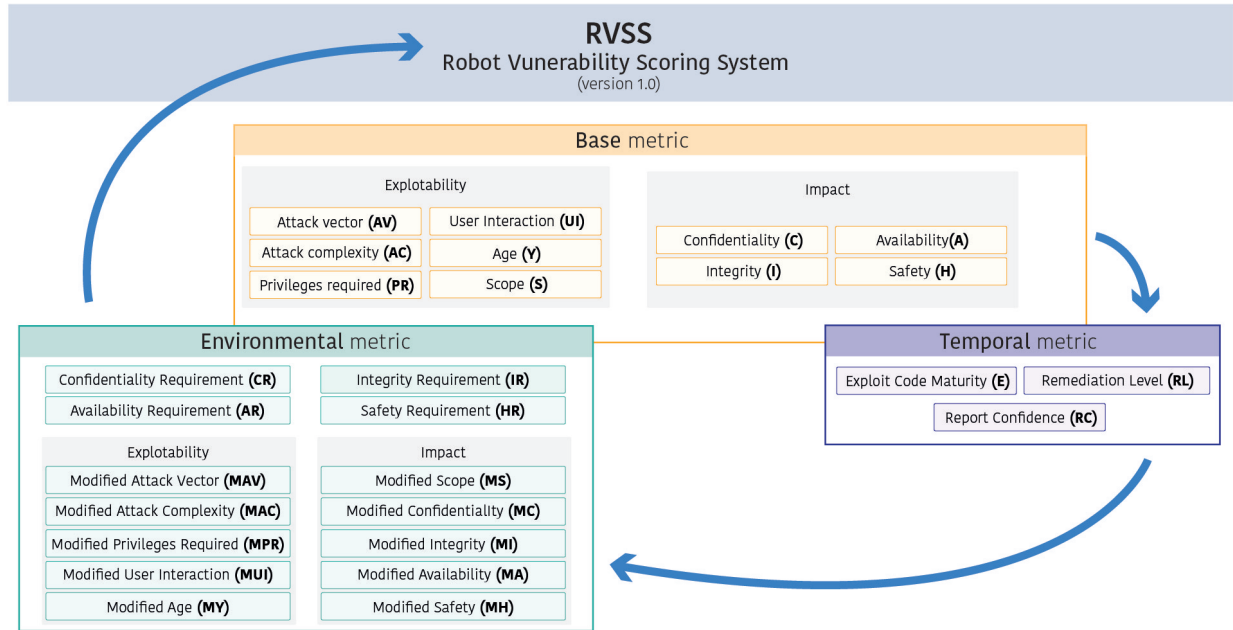 RVSS
Robot Vunerability Scoring System
(version 1.0)
Base metric
Explotability
Attack vector (AV)
User Interaction (UI)
Attack complexity (AC)
Age (Y)
Privileges required (PR)
Scope (S)
Impact
Confidentiality (C)
Availability(A)
Integrity (I)
Safety (H)
Environmental metric
Confidentiality Requirement (CR)
Integrity Requirement (IR)
Availability Requirement (AR)
Safety Requirement (HR)
Explotability
Modified Attack Vector (MAV)
Modified Attack Complexity (MAC)
Modified Privileges Required (MPR)
Modified User Interaction (MUI)
Modified Age (MY)
Impact
Modified Scope (MS)
Modified Confidentiality (MC)
Modified Integrity (MI)
Modified Availability (MA)
Modified Safety (MH)
Temporal metric
Exploit Code Maturity (E)
Remediation Level (RL)
Report Confidence (RC)